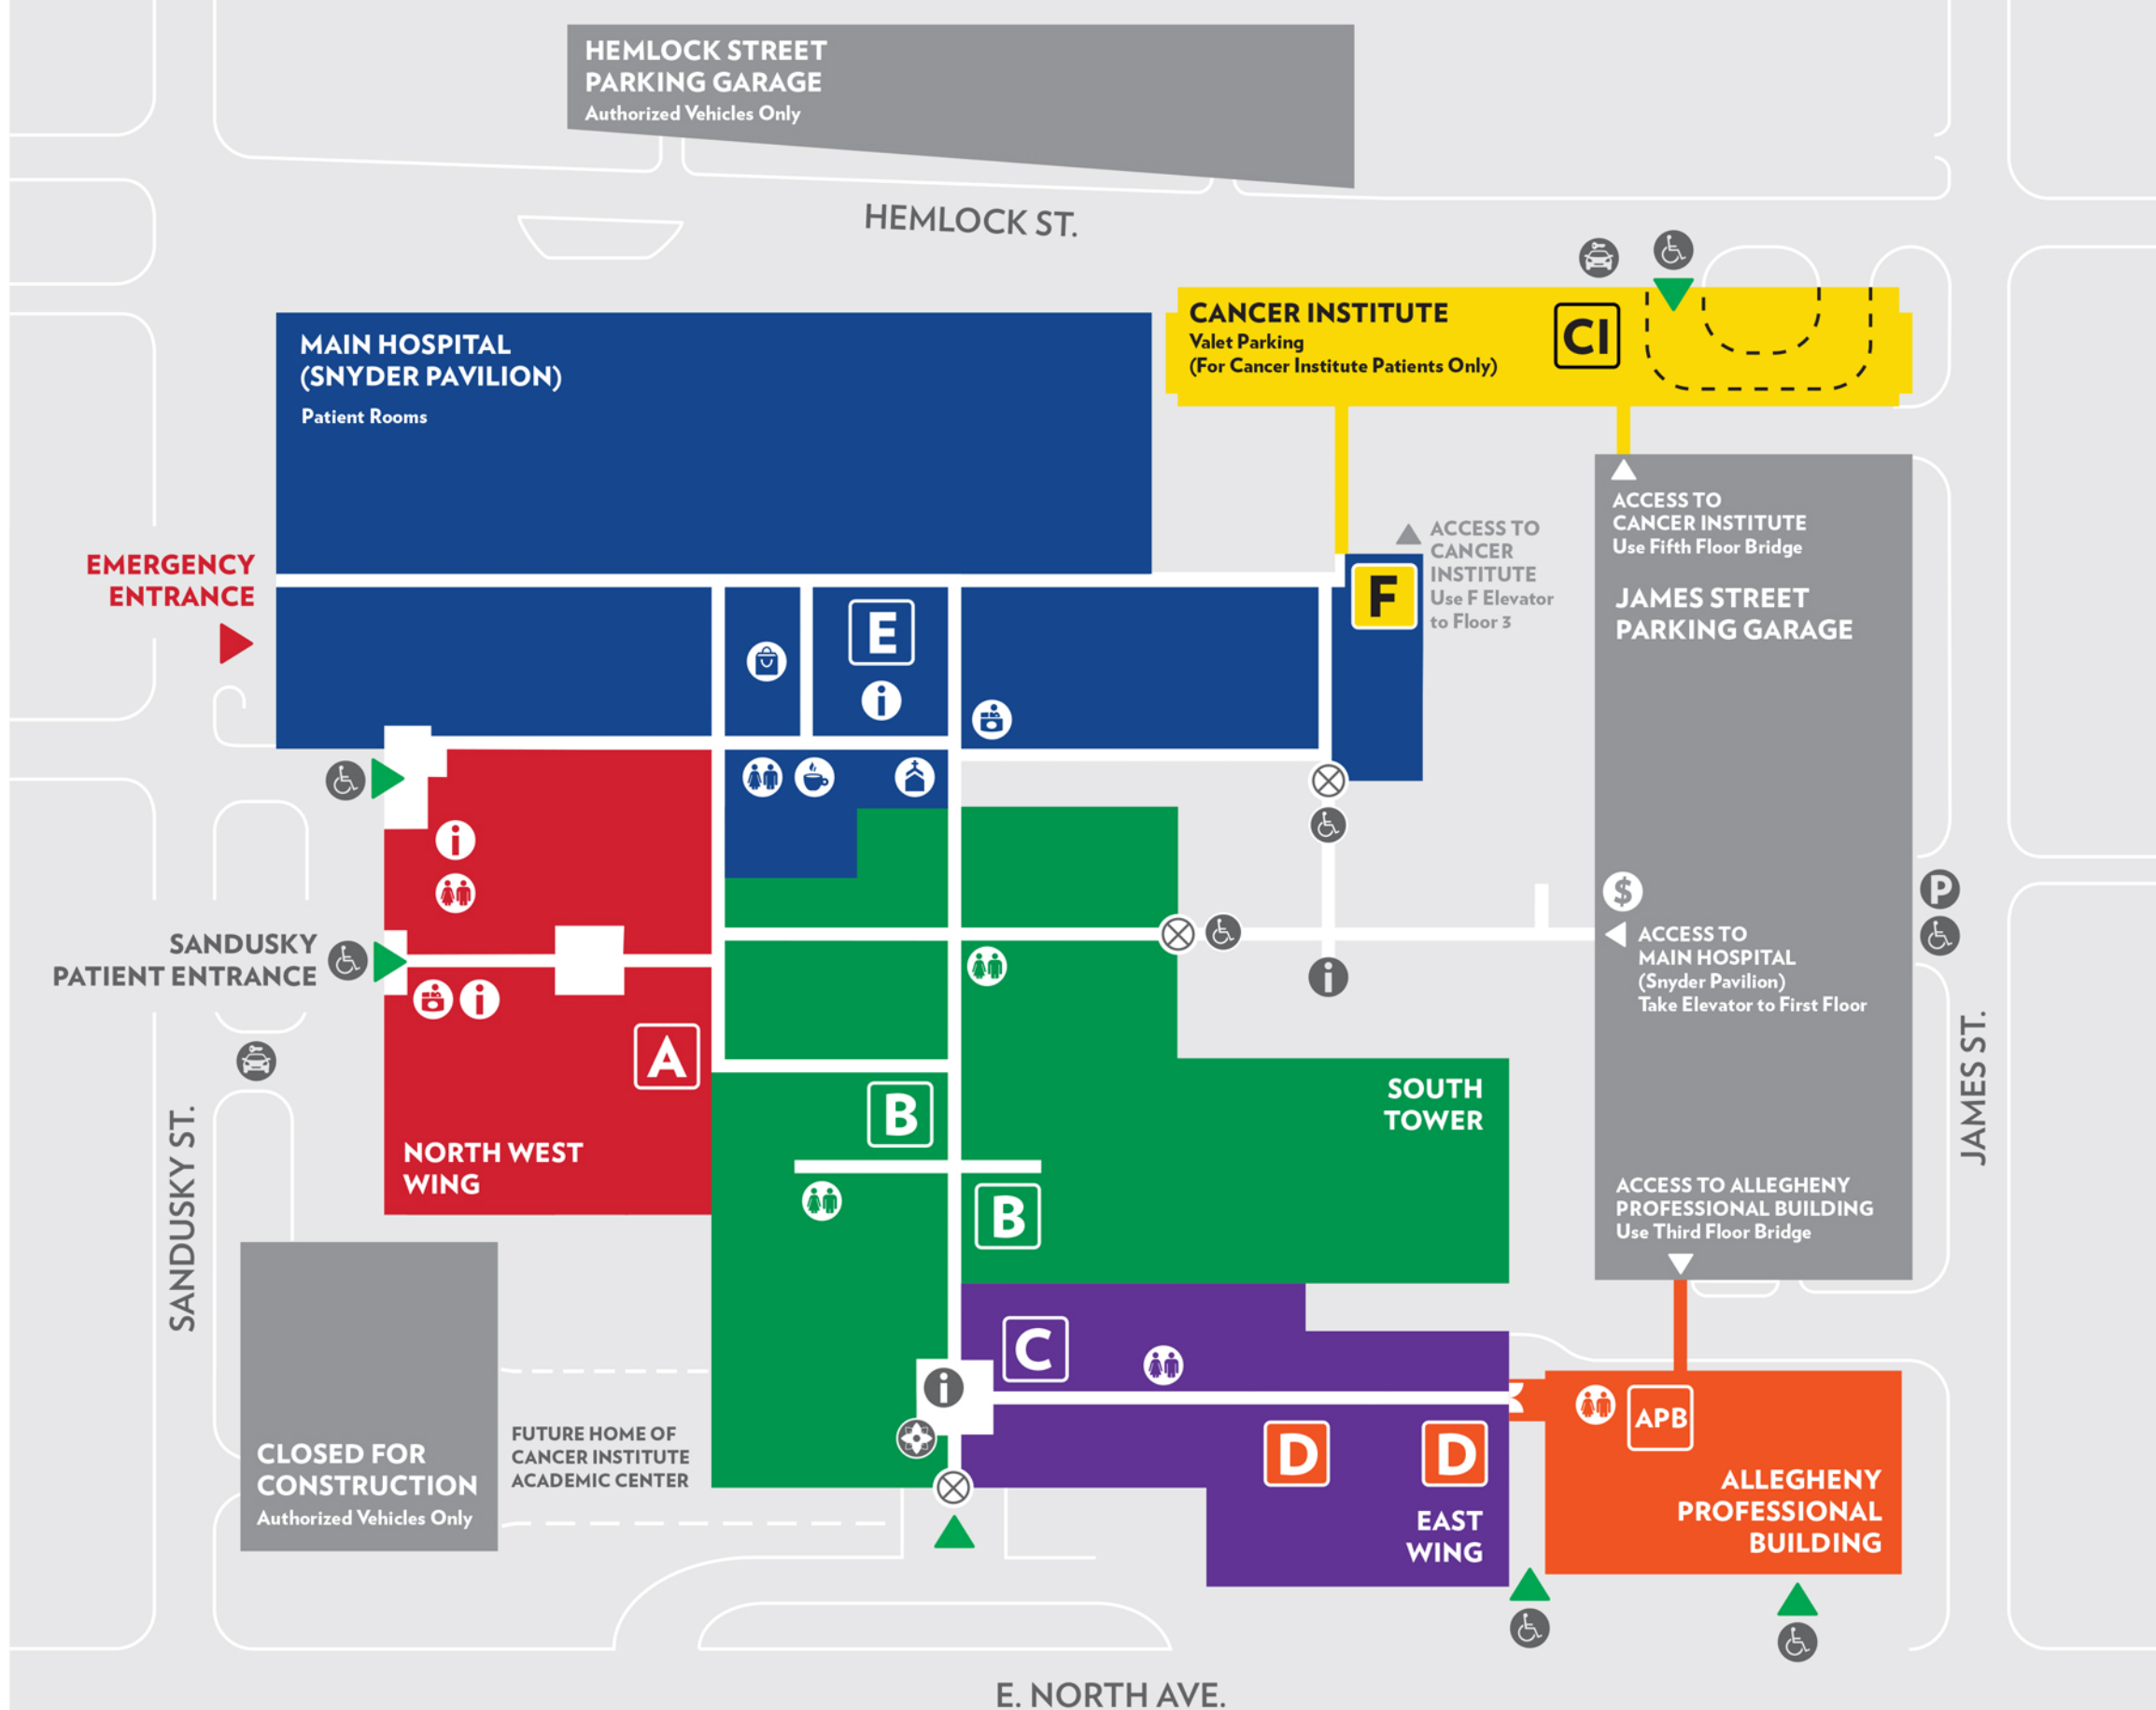 HEMLOCK STREET
PARKING GARAGE
Authorized Vehicles Only
HEMLOCK ST.
CANCER INSTITUTE
Valet Parking
(For Cancer Institute Patients Only)
CI
MAIN HOSPITAL
(SNYDER PAVILION)
Patient Rooms
EMERGENCY
ENTRANCE
E
i
F
ACCESS TO
CANCER
INSTITUTE
Use F Elevator
to Floor 3
ACCESS TO
CANCER INSTITUTE
Use Fifth Floor Bridge
JAMES STREET
PARKING GARAGE
i
SANDUSKY
PATIENT ENTRANCE
i
A
NORTH WEST
WING
i
$
ACCESS TO
MAIN HOSPITAL
(Snyder Pavilion)
Take Elevator to First Floor
P
JAMES ST.
SANDUSKY ST.
B
B
SOUTH
TOWER
ACCESS TO ALLEGHENY
PROFESSIONAL BUILDING
Use Third Floor Bridge
C
i
D
D
EAST
WING
APB
ALLEGHENY
PROFESSIONAL
BUILDING
CLOSED FOR
CONSTRUCTION
Authorized Vehicles Only
FUTURE HOME OF
CANCER INSTITUTE
ACADEMIC CENTER
E. NORTH AVE.